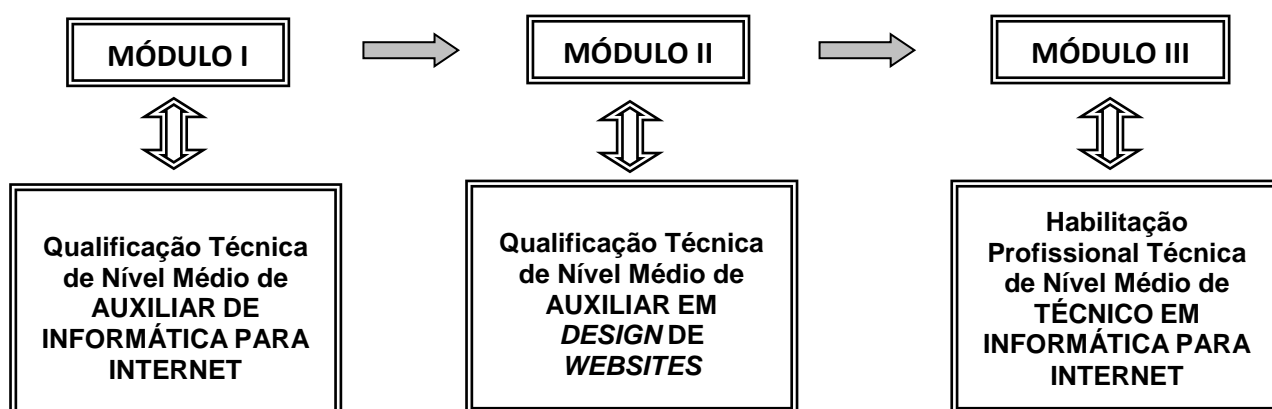 MÓDULO I
MÓDULO II
MÓDULO III
Qualificação Técnica
de Nível Médio de
AUXILIAR DE
INFORMÁTICA PARA
INTERNET
Qualificação Técnica
de Nível Médio de
AUXILIAR EM
DESIGN DE
WEBSITES
Habilitação
Profissional Técnica
de Nível Médio de
TÉCNICO EM
INFORMÁTICA PARA
INTERNET